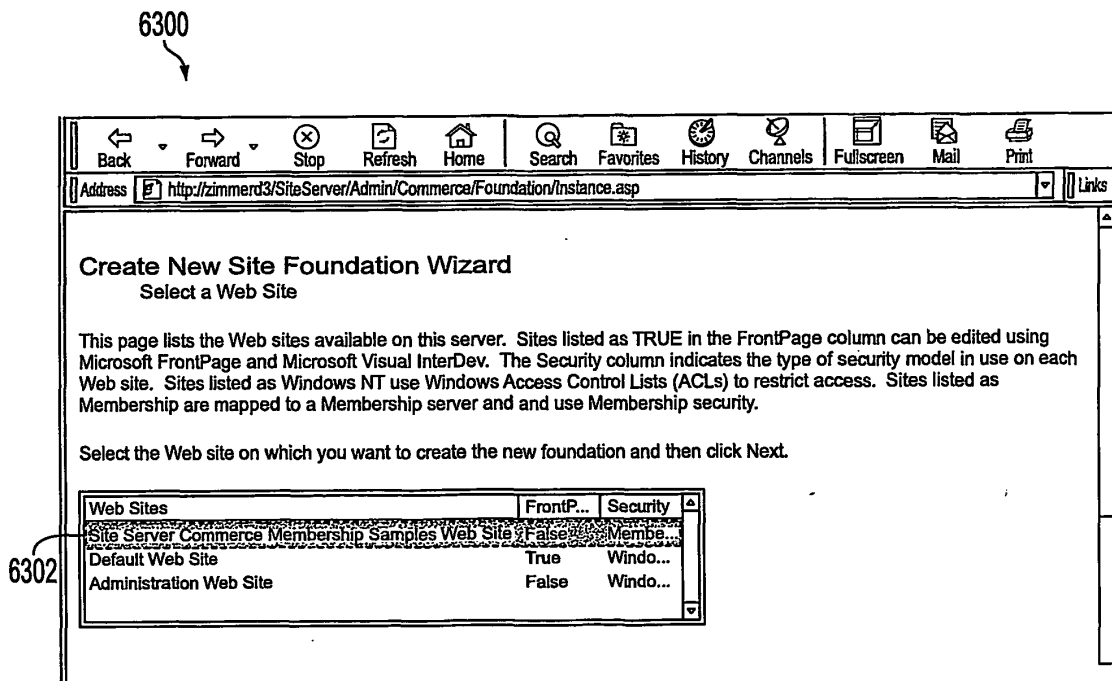 6300
Back Forward Stop Refresh Home Search Favorites History Channels Fullscreen Mail Print
Address http://zimmerd3/SiteServer/Admin/Commerce/Foundation/Instance.asp Links
Create New Site Foundation Wizard
Select a Web Site
This page lists the Web sites available on this server. Sites listed as TRUE in the FrontPage column can be edited using
Microsoft FrontPage and Microsoft Visual InterDev. The Security column indicates the type of security model in use on each
Web site. Sites listed as Windows NT use Windows Access Control Lists (ACLs) to restrict access. Sites listed as
Membership are mapped to a Membership server and and use Membership security.
Select the Web site on which you want to create the new foundation and then click Next.
Web Sites FrontP... Security
Site Server Commerce Membership Samples Web Site False Membe...
6302
Default Web Site True Windo...
Administration Web Site False Windo...